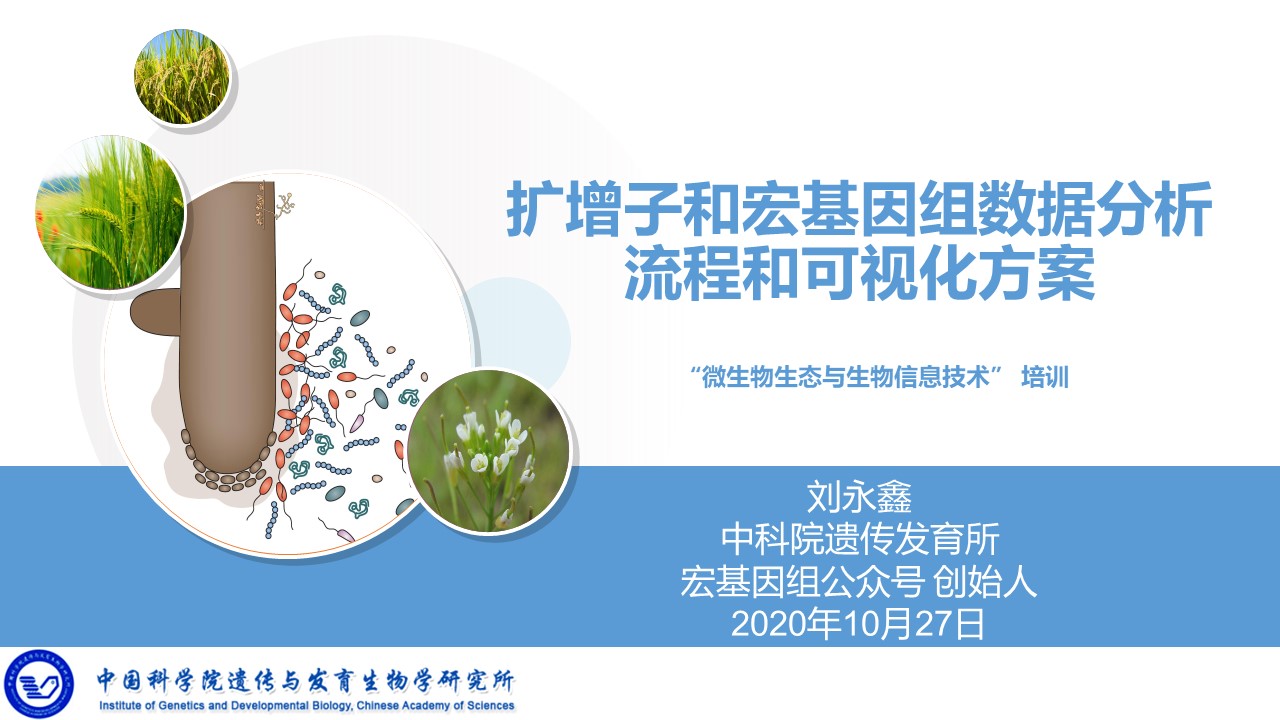 扩增子和宏基因组数据分析
流程和可视化方案
“微生物生态与生物信息技术” 培训
刘永鑫
中科院遗传发育所
宏基因组公众号 创始人
2020年10月27日
中国科学院遗传与发育生物学研究所
Institute of Genetics and Developmental Biology, Chinese Academy of Sciences